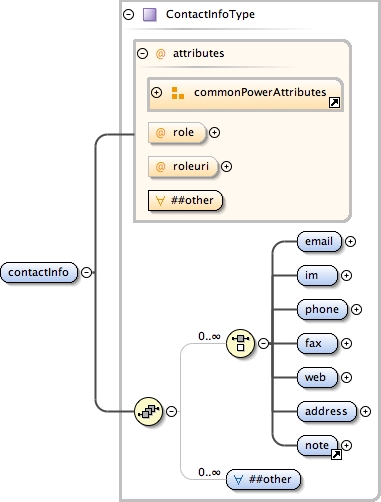 ContactInfoType
@ attributes
commonPowerAttributes
@ role
@ roleuri
∀ ##other
email
im
contactInfo
phone
0..∞
fax
web
address
note
0..∞
∀ ##other